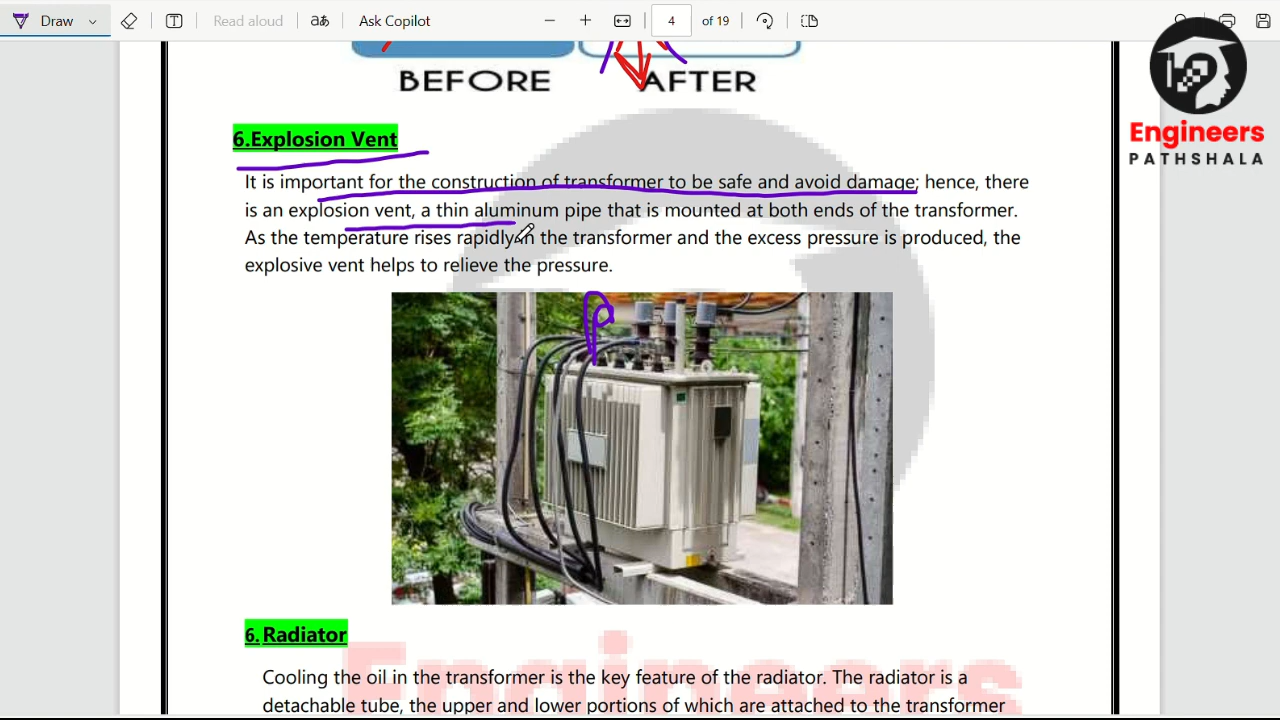 Draw
Read aloud
aあ
Ask Copilot
4
of 19
BEFORE
AFTER
Engineers
PATHSHALA
6.Explosion Vent
It is important for the construction of transformer to be safe and avoid damage; hence, there
is an explosion vent, a thin aluminum pipe that is mounted at both ends of the transformer.
As the temperature rises rapidly in the transformer and the excess pressure is produced, the
explosive vent helps to relieve the pressure.
6. Radiator
Engineers
Cooling the oil in the transformer is the key feature of the radiator. The radiator is a
detachable tube, the upper and lower portions of which are attached to the transformer